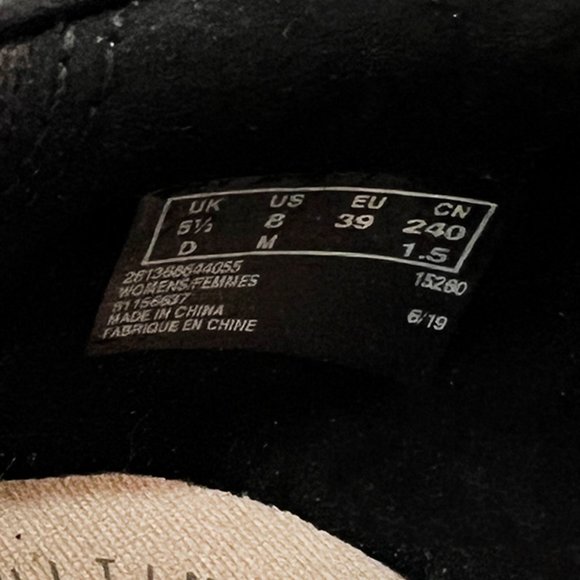 UK US EU CN
5½ 8 39 240
D M 1.5
261356644055 15260
WOMENS/FEMMES
MADE IN CHINA 6/19
FABRIQUE EN CHINE